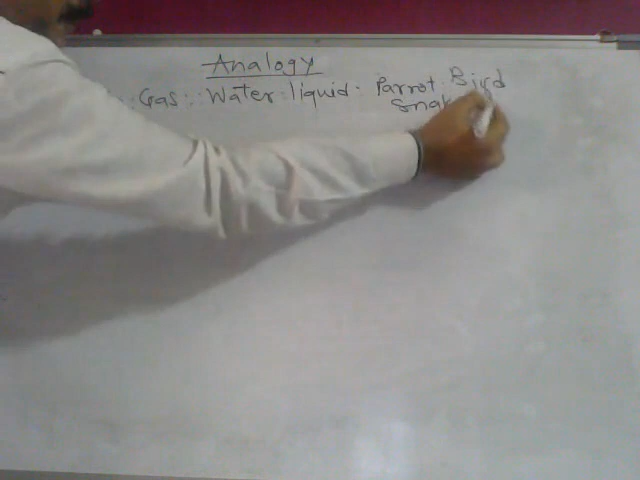 Analogy
: Gas :: Water : liquid . Parrot : Bird
Snak